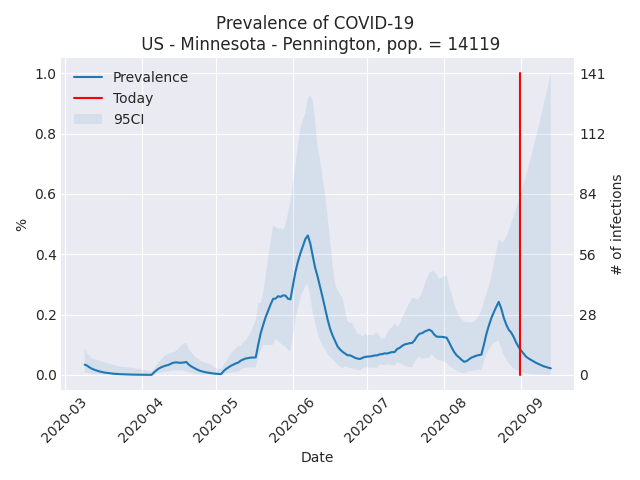 Prevalence of COVID-19
US - Minnesota - Pennington, pop. = 14119
Prevalence
Today
95CI
1.0
0.8
0.6
0.4
0.2
0.0
%
141
112
84
56
28
0
# of infections
2020-03
2020-04
2020-05
2020-06
2020-07
2020-08
2020-09
Date